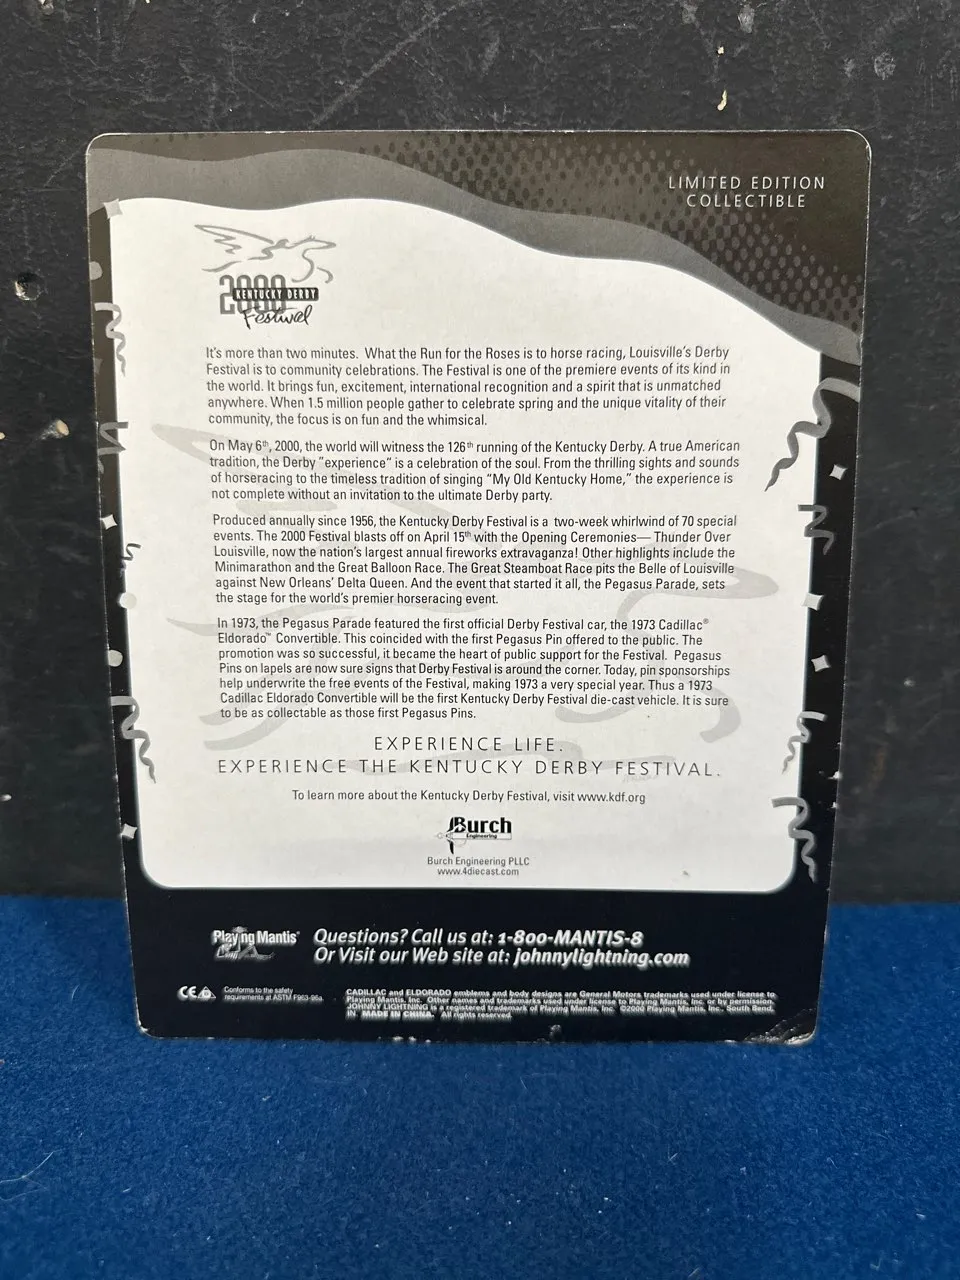 LIMITED EDITION
COLLECTIBLE
2000
KENTUCKY DERBY
Festival
It's more than two minutes. What the Run for the Roses is to horse racing, Louisville's Derby
Festival is to community celebrations. The Festival is one of the premiere events of its kind in
the world. It brings fun, excitement, international recognition and a spirit that is unmatched
anywhere. When 1.5 million people gather to celebrate spring and the unique vitality of their
community, the focus is on fun and the whimsical.
On May 6th, 2000, the world will witness the 126th running of the Kentucky Derby. A true American
tradition, the Derby "experience" is a celebration of the soul. From the thrilling sights and sounds
of horseracing to the timeless tradition of singing "My Old Kentucky Home," the experience is
not complete without an invitation to the ultimate Derby party.
Produced annually since 1956, the Kentucky Derby Festival is a two-week whirlwind of 70 special
events. The 2000 Festival blasts off on April 15th with the Opening Ceremonies— Thunder Over
Louisville, now the nation's largest annual fireworks extravaganza! Other highlights include the
Minimarathon and the Great Balloon Race. The Great Steamboat Race pits the Belle of Louisville
against New Orleans' Delta Queen. And the event that started it all, the Pegasus Parade, sets
the stage for the world's premier horseracing event.
In 1973, the Pegasus Parade featured the first official Derby Festival car, the 1973 Cadillac®
Eldorado™ Convertible. This coincided with the first Pegasus Pin offered to the public. The
promotion was so successful, it became the heart of public support for the Festival. Pegasus
Pins on lapels are now sure signs that Derby Festival is around the corner. Today, pin sponsorships
help underwrite the free events of the Festival, making 1973 a very special year. Thus a 1973
Cadillac Eldorado Convertible will be the first Kentucky Derby Festival die-cast vehicle. It is sure
to be as collectable as those first Pegasus Pins.
EXPERIENCE LIFE.
EXPERIENCE THE KENTUCKY DERBY FESTIVAL.
To learn more about the Kentucky Derby Festival, visit www.kdf.org
Burch
Engineering
Burch Engineering PLLC
www.4diecast.com
Playing Mantis®
Questions? Call us at: 1-800-MANTIS-8
Or Visit our Web site at: johnnylightning.com
CE
Conforms to the safety
requirements of ASTM F963-96a
CADILLAC and ELDORADO emblems and body designs are General Motors trademarks used under license to
Playing Mantis, Inc. Other names and trademarks used under license to Playing Mantis, Inc. or by permission.
JOHNNY LIGHTNING is a registered trademark of Playing Mantis, Inc. ©2000 Playing Mantis, Inc., South Bend,
IN MADE IN CHINA. All rights reserved.